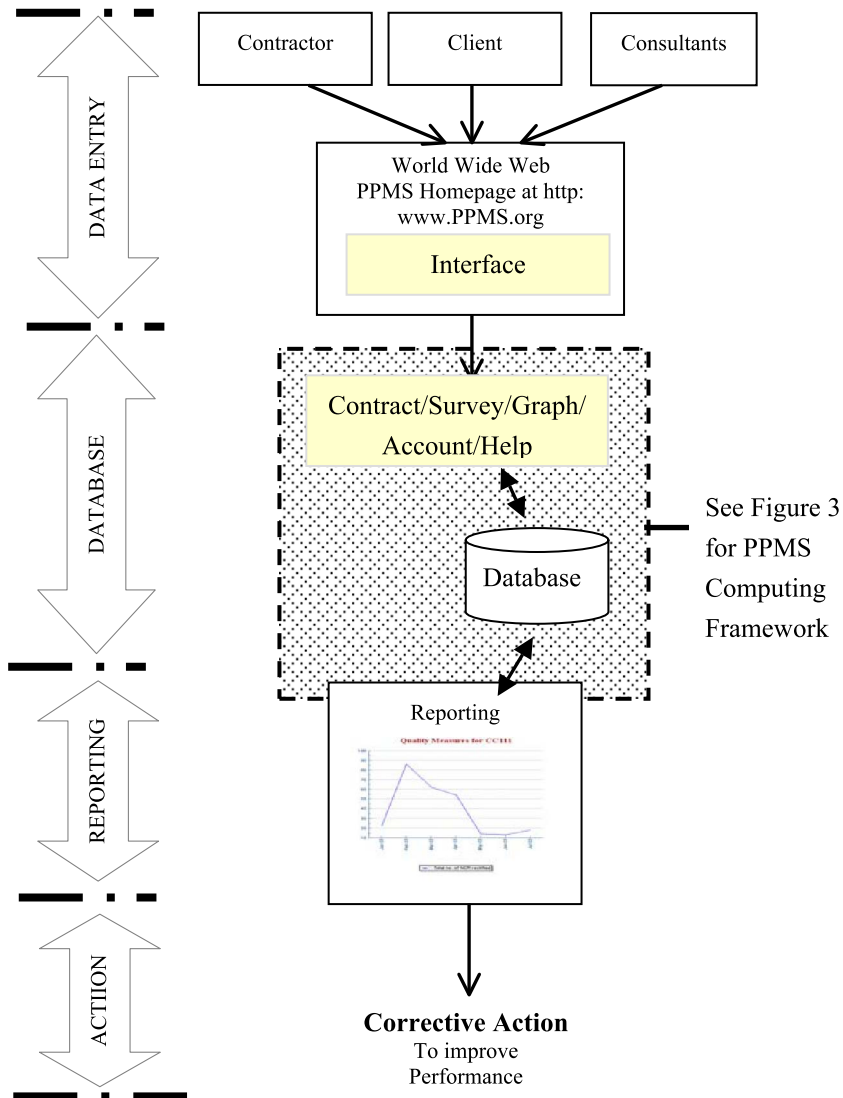 DATA ENTRY
Contractor
Client
Consultants
World Wide Web
PPMS Homepage at http:
www.PPMS.org
Interface
DATABASE
Contract/Survey/Graph/
Account/Help
Database
See Figure 3
for PPMS
Computing
Framework
REPORTING
Reporting
Quality Measures for CC111
ACTIION
Corrective Action
To improve
Performance